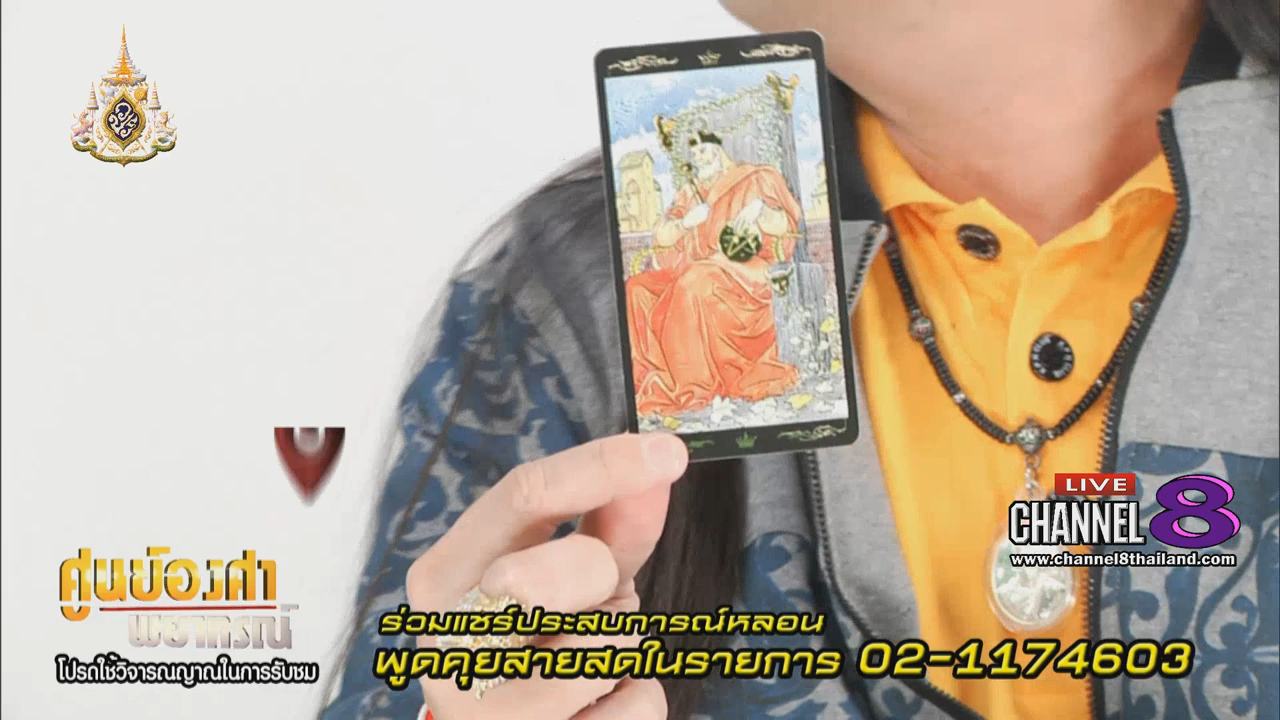 LIVE
CHANNEL 8
www.channel8thailand.com
ศูนย์องศา
พยากรณ์
โปรดใช้วิจารณญาณในการรับชม
ร่วมแชร์ประสบการณ์หลอน
พูดคุยสายสดในรายการ 02-1174603